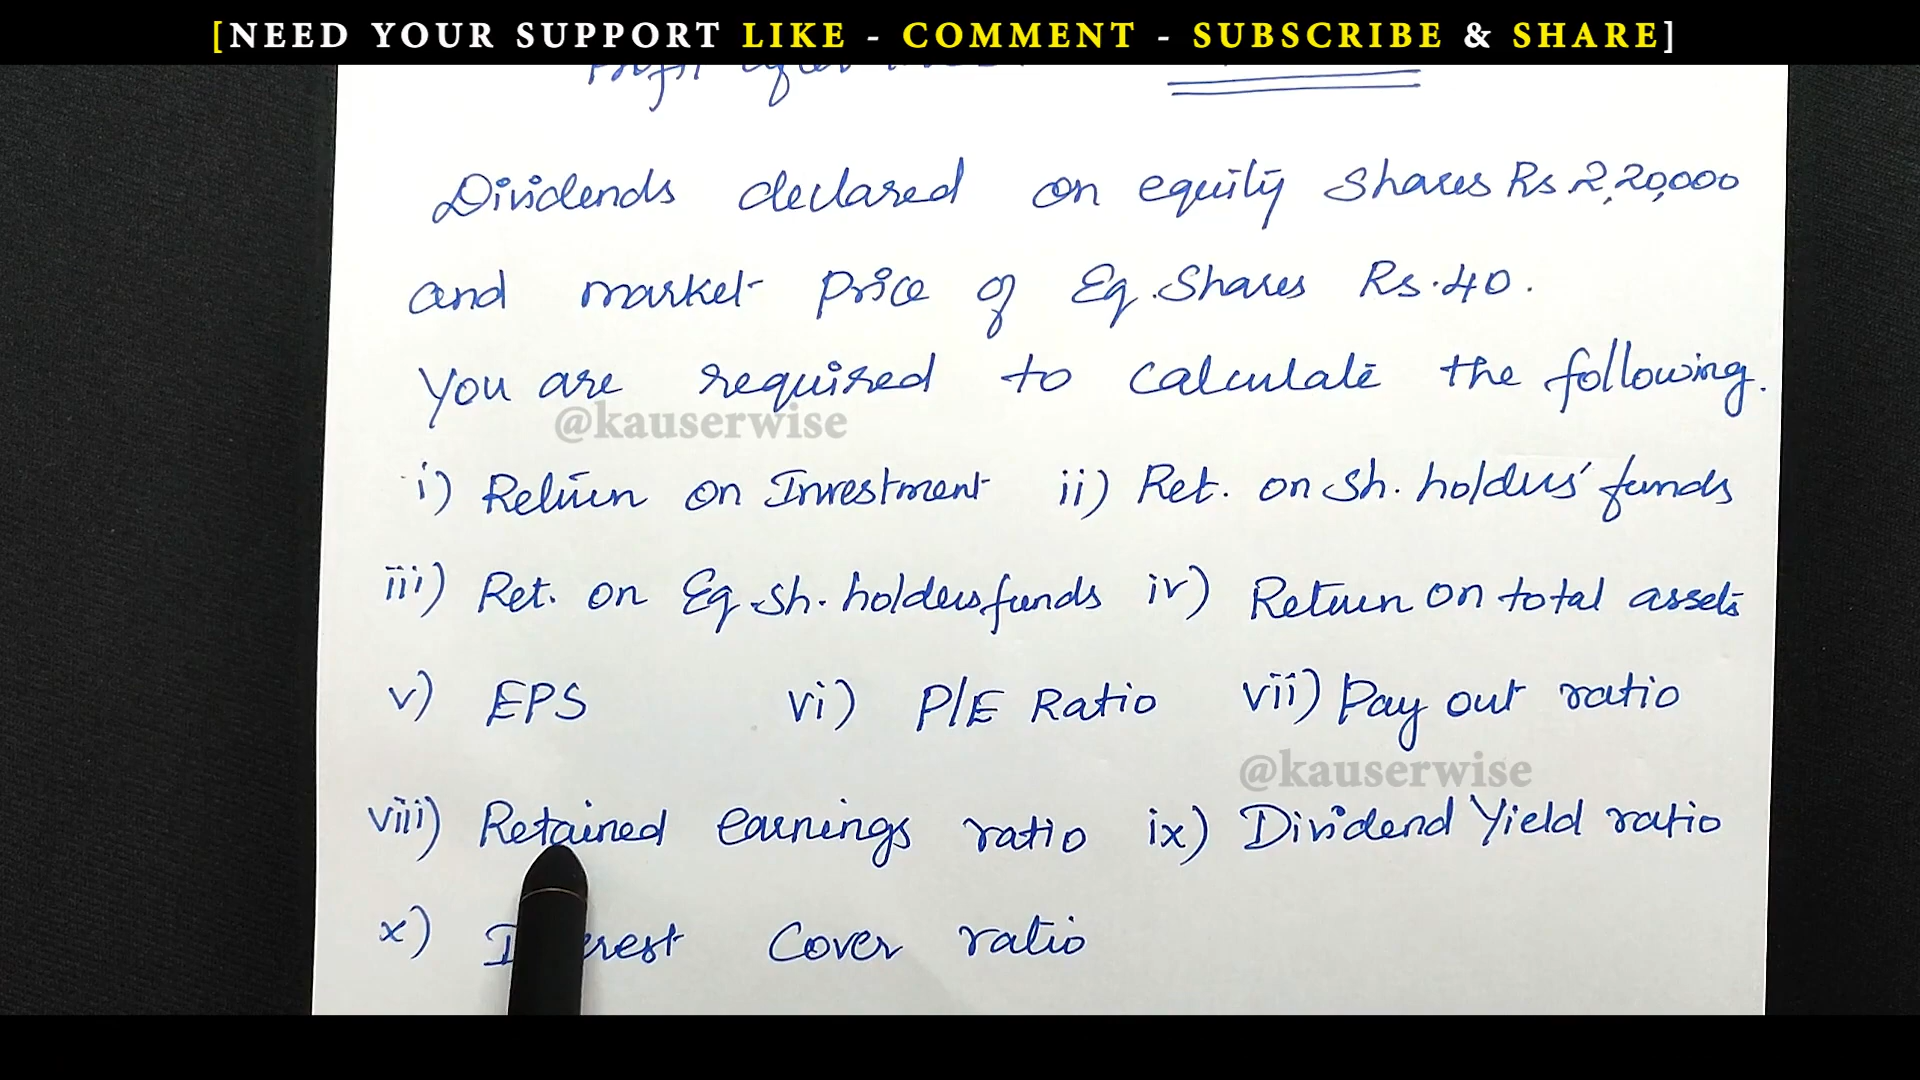 [NEED YOUR SUPPORT LIKE - COMMENT - SUBSCRIBE & SHARE]
Profit after
Dividends declared on equity shares Rs 2,20,000
and market Price of Eq. Shares Rs. 40.
You are required to calculate the following.
@kauserwise
i) Return on Investment ii) Ret. on Sh. holders' funds
iii) Ret. on Eq. Sh. holders funds iv) Return on total assets
v) EPS vi) P/E Ratio vii) Pay out ratio
@kauserwise
viii) Retained earnings ratio ix) Dividend Yield ratio
x) Interest Cover ratio